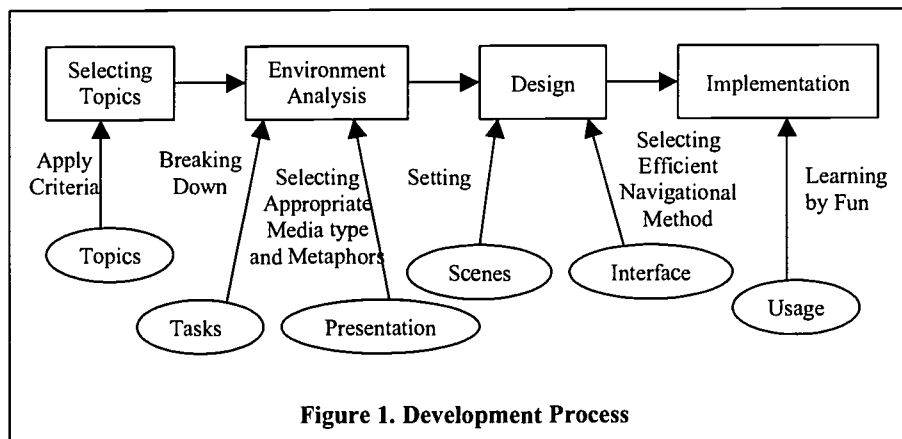 Selecting
Topics
Environment
Analysis
Design
Implementation
Apply
Criteria
Breaking
Down
Selecting
Appropriate
Media type
and Metaphors
Setting
Selecting
Efficient
Navigational
Method
Learning
by Fun
Topics
Tasks
Presentation
Scenes
Interface
Usage
Figure 1. Development Process